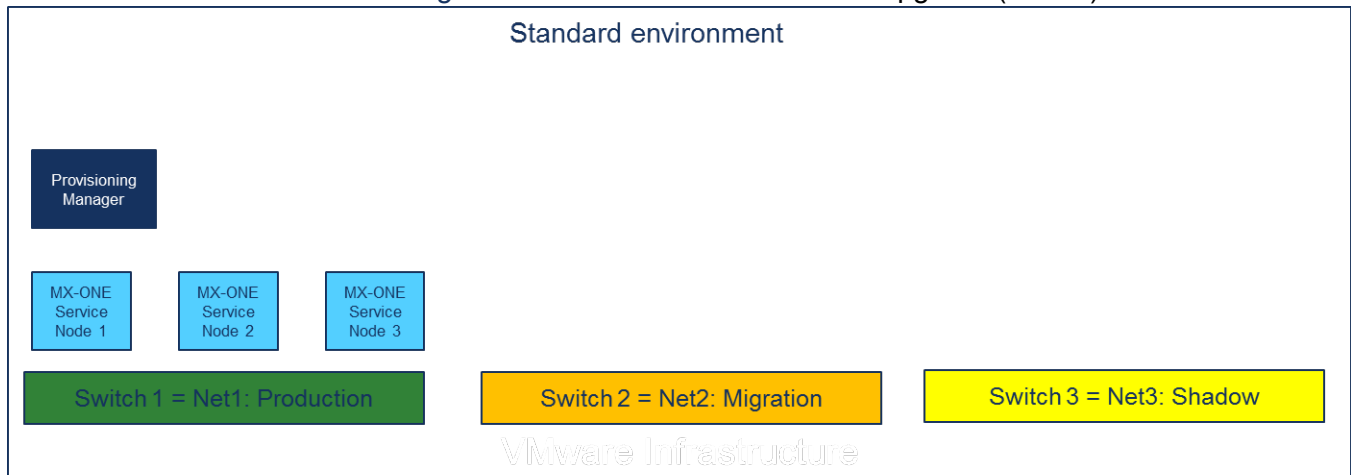 Standard environment
Provisioning
Manager
MX-ONE
Service
Node 1
MX-ONE
Service
Node 2
MX-ONE
Service
Node 3
Switch 1 = Net1: Production
Switch 2 = Net2: Migration
Switch 3 = Net3: Shadow
VMware Infrastructure